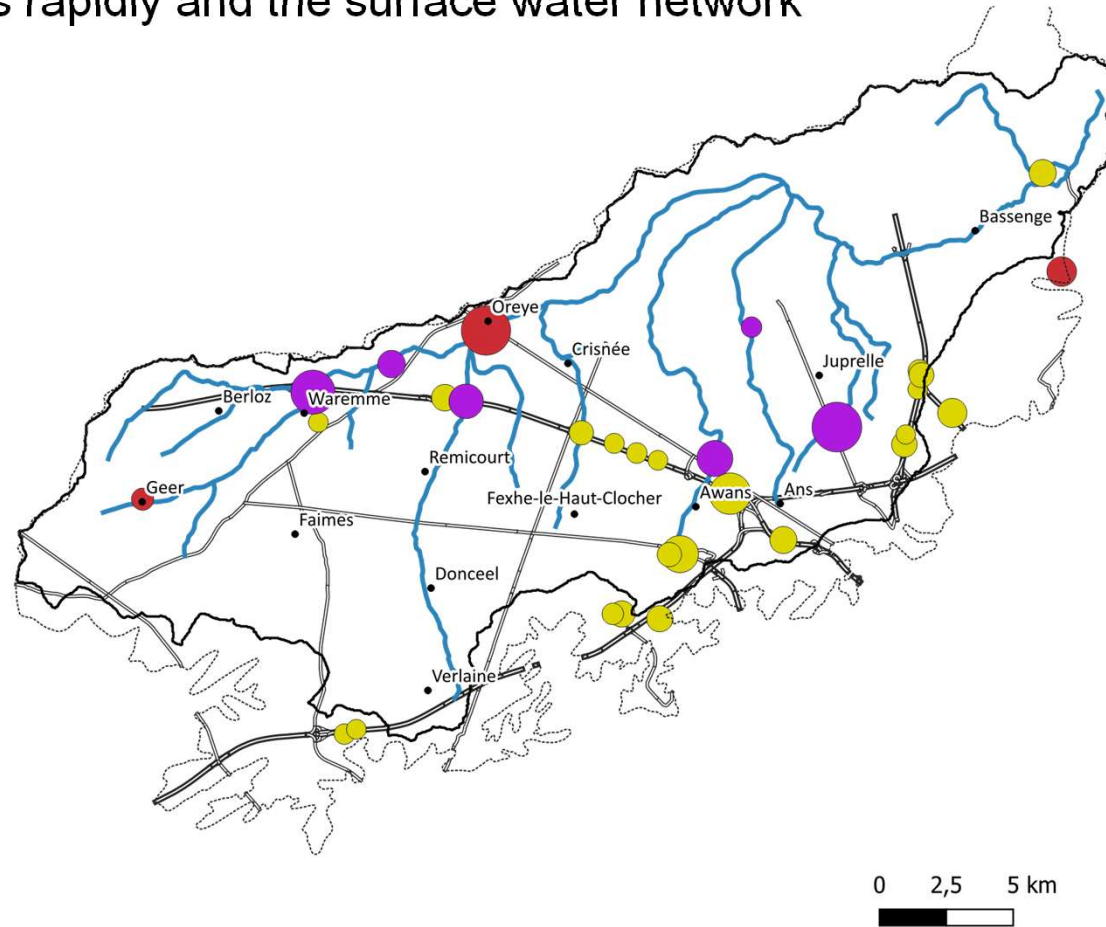 s rapidly and the surface water network
Bassenge
Oreye
Crisnée
Juprelle
Berloz
Waremme
Remicourt
Geer
Fexhe-le-Haut-Clocher
Awans
Ans
Faimes
Donceel
Verlaine
0 2,5 5 km